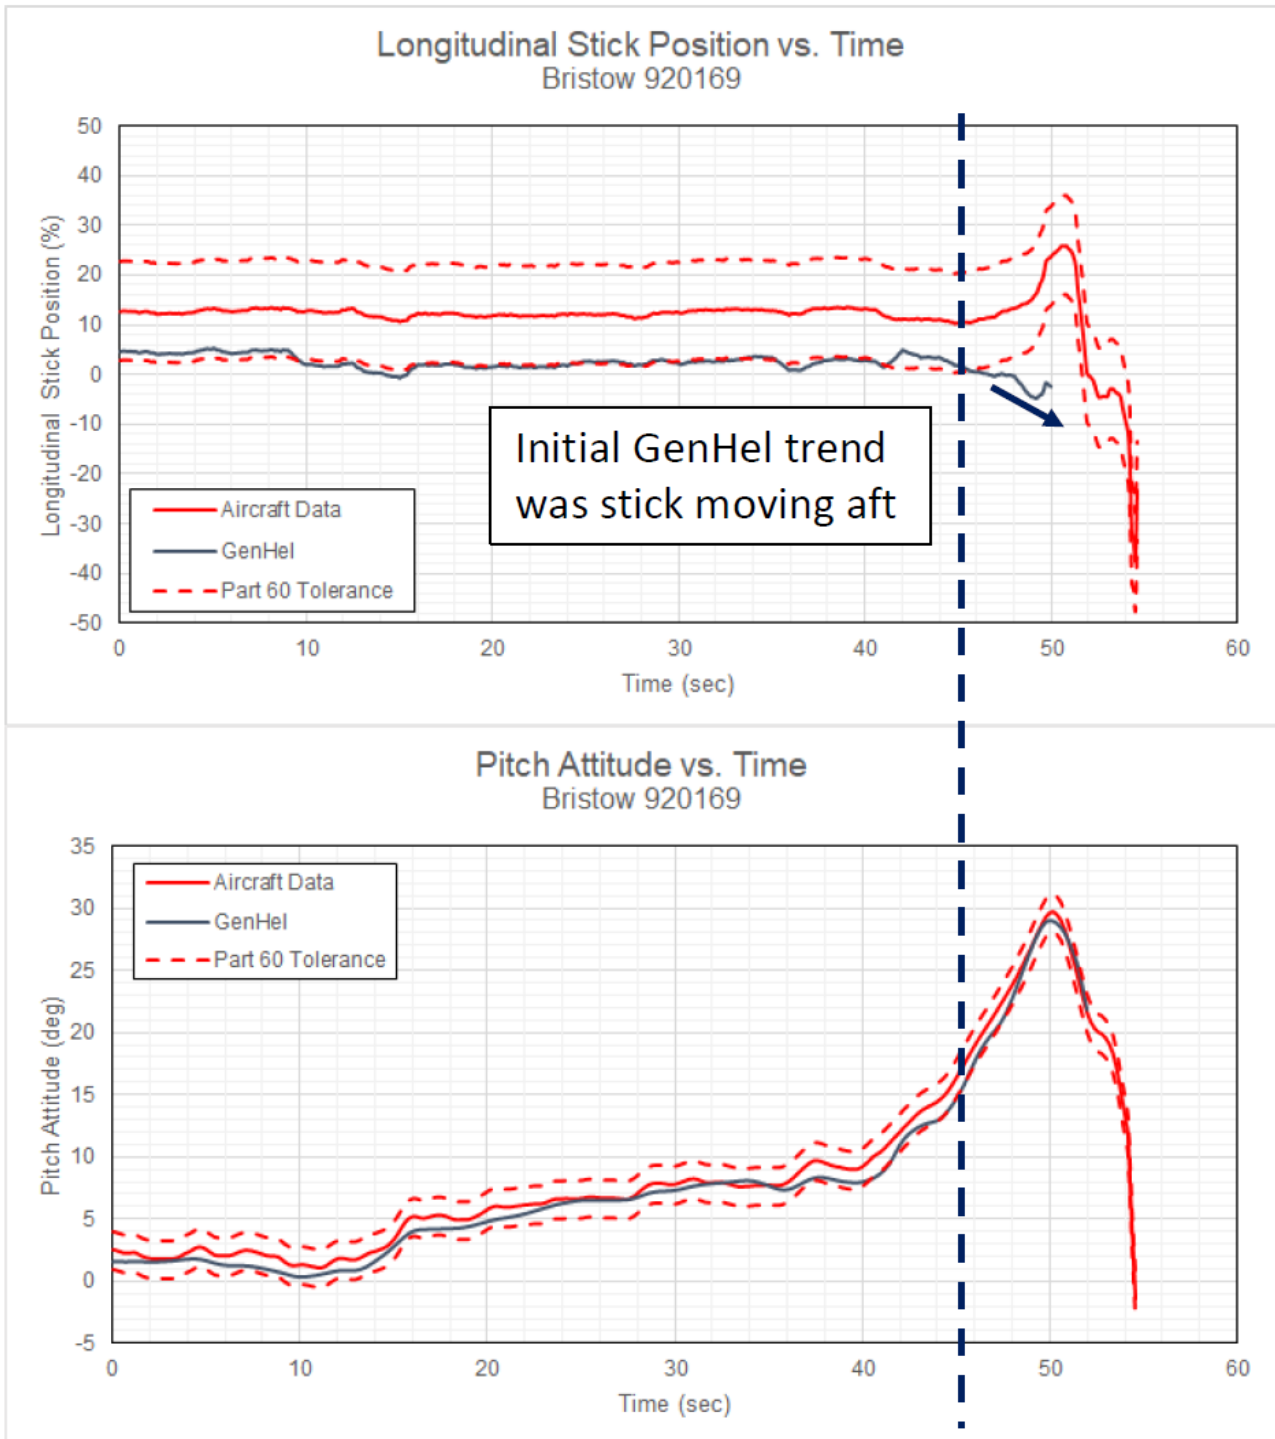 Longitudinal Stick Position vs. Time
Bristow 920169
50
40
30
20
10
0
-10
-20
-30
-40
-50
Longitudinal Stick Position (%)
Initial GenHel trend
was stick moving aft
Aircraft Data
GenHel
Part 60 Tolerance
0
10
20
30
40
50
60
Time (sec)
Pitch Attitude vs. Time
Bristow 920169
35
30
25
20
15
10
5
0
-5
Pitch Attitude (deg)
Aircraft Data
GenHel
Part 60 Tolerance
0
10
20
30
40
50
60
Time (sec)